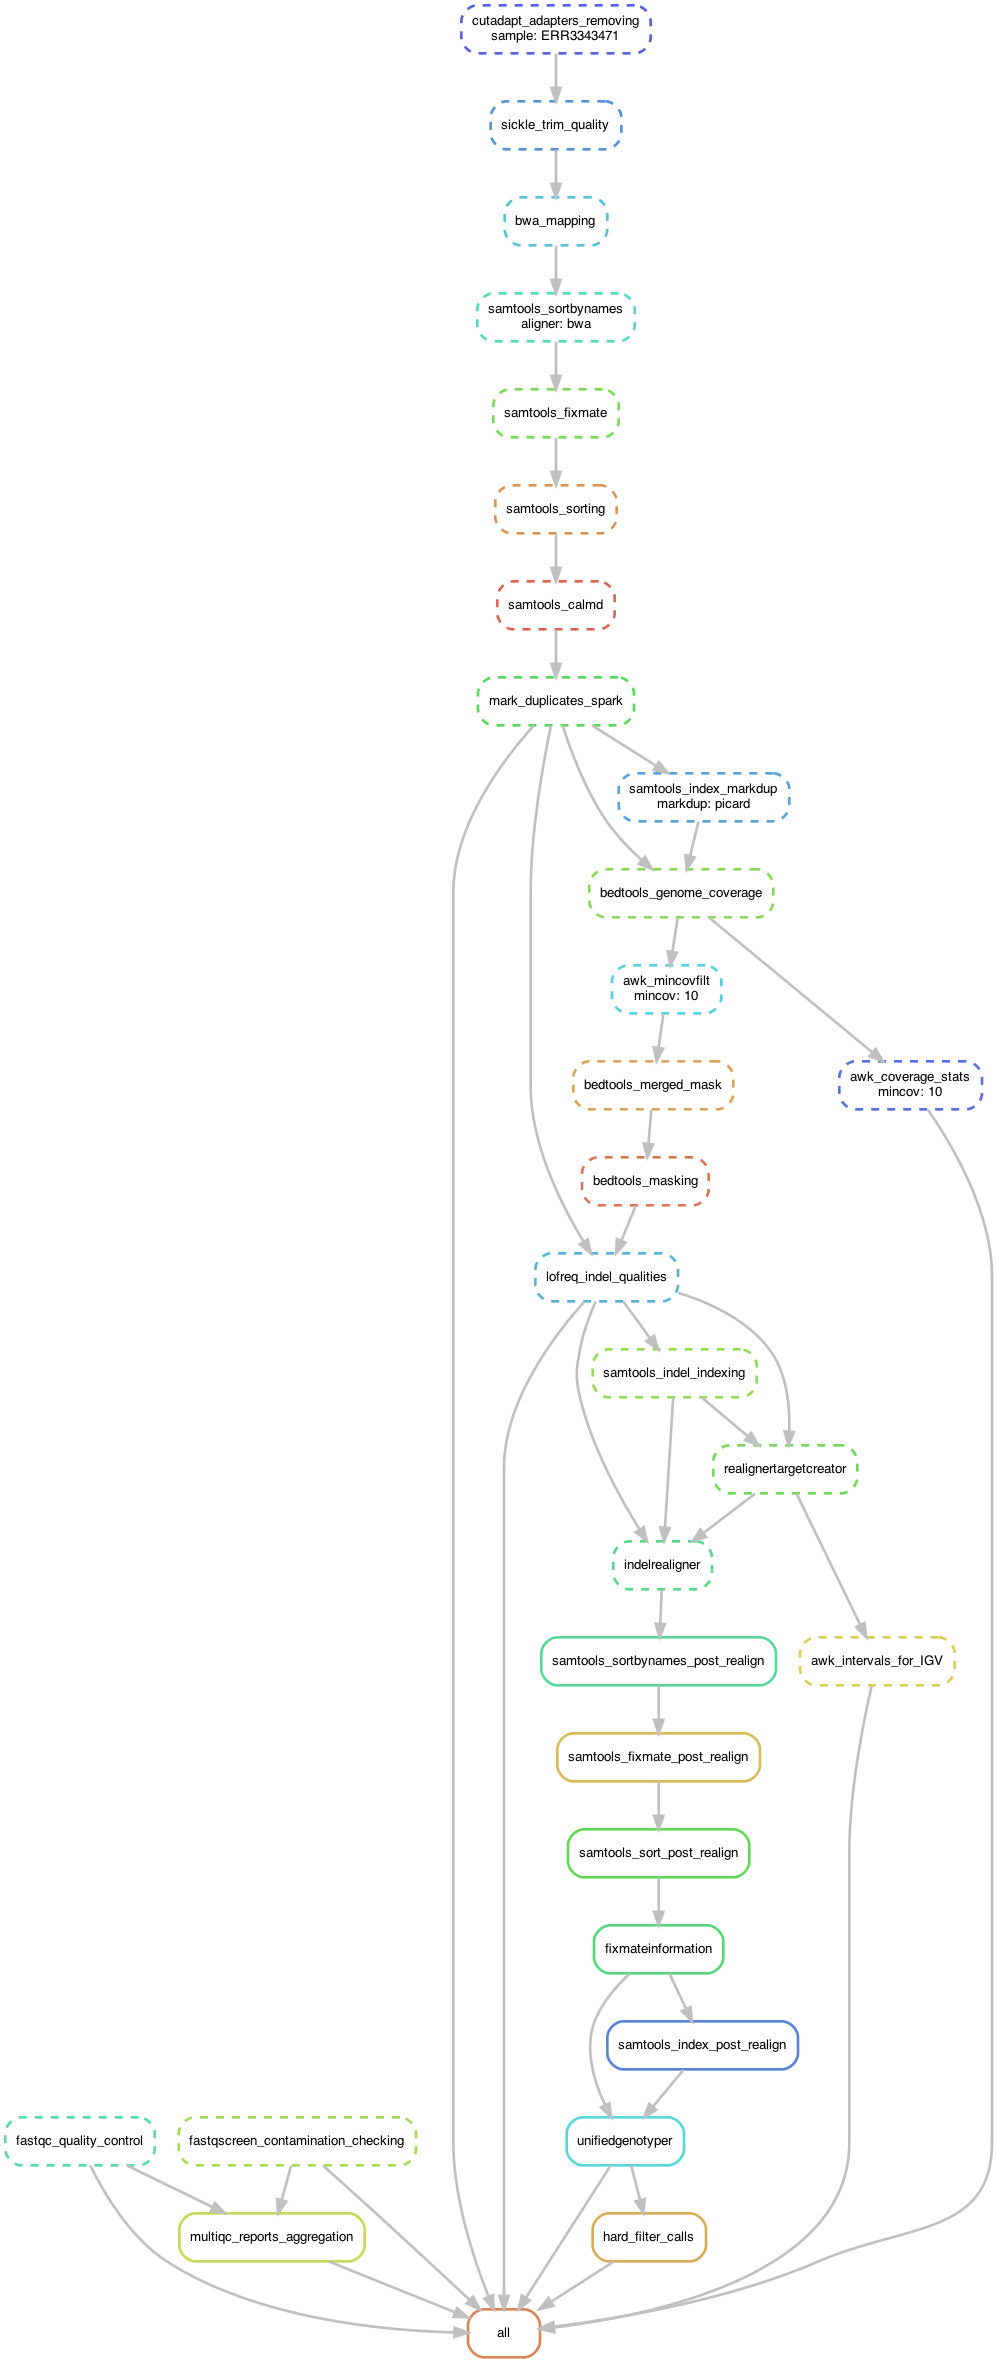 cutadapt_adapters_removing
sample: ERR3343471
sickle_trim_quality
bwa_mapping
samtools_sortbynames
aligner: bwa
samtools_fixmate
samtools_sorting
samtools_calmd
mark_duplicates_spark
samtools_index_markdup
markdup: picard
bedtools_genome_coverage
awk_mincovfilt
mincov: 10
bedtools_merged_mask
awk_coverage_stats
mincov: 10
bedtools_masking
lofreq_indel_qualities
samtools_indel_indexing
realignertargetcreator
indelrealigner
samtools_sortbynames_post_realign
awk_intervals_for_IGV
samtools_fixmate_post_realign
samtools_sort_post_realign
fixmateinformation
samtools_index_post_realign
fastqc_quality_control
fastqscreen_contamination_checking
unifiedgenotyper
multiqc_reports_aggregation
hard_filter_calls
all